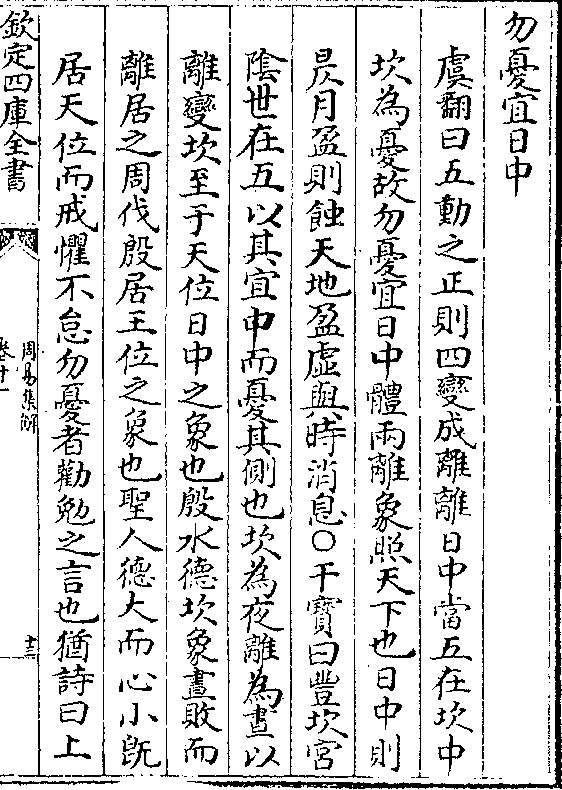 勿憂宜日中
虞翻曰五動之正則四變成離離日中當五在坎中
坎為憂故勿憂宜日中體兩離象照天下也日中則
昃月盈則蝕天地盈虛與時消息○干寶曰豐坎宮
陰世在五以其宜中而憂其側也坎為夜離為晝以
離變坎至于天位日中之象也殷水德坎象晝敗而
離居之周伐殷居王位之象也聖人德大而心小既
居天位而戒懼不怠勿憂者勸勉之言也猶詩曰上
欽定四庫全書
周易集解
卷十一
十三